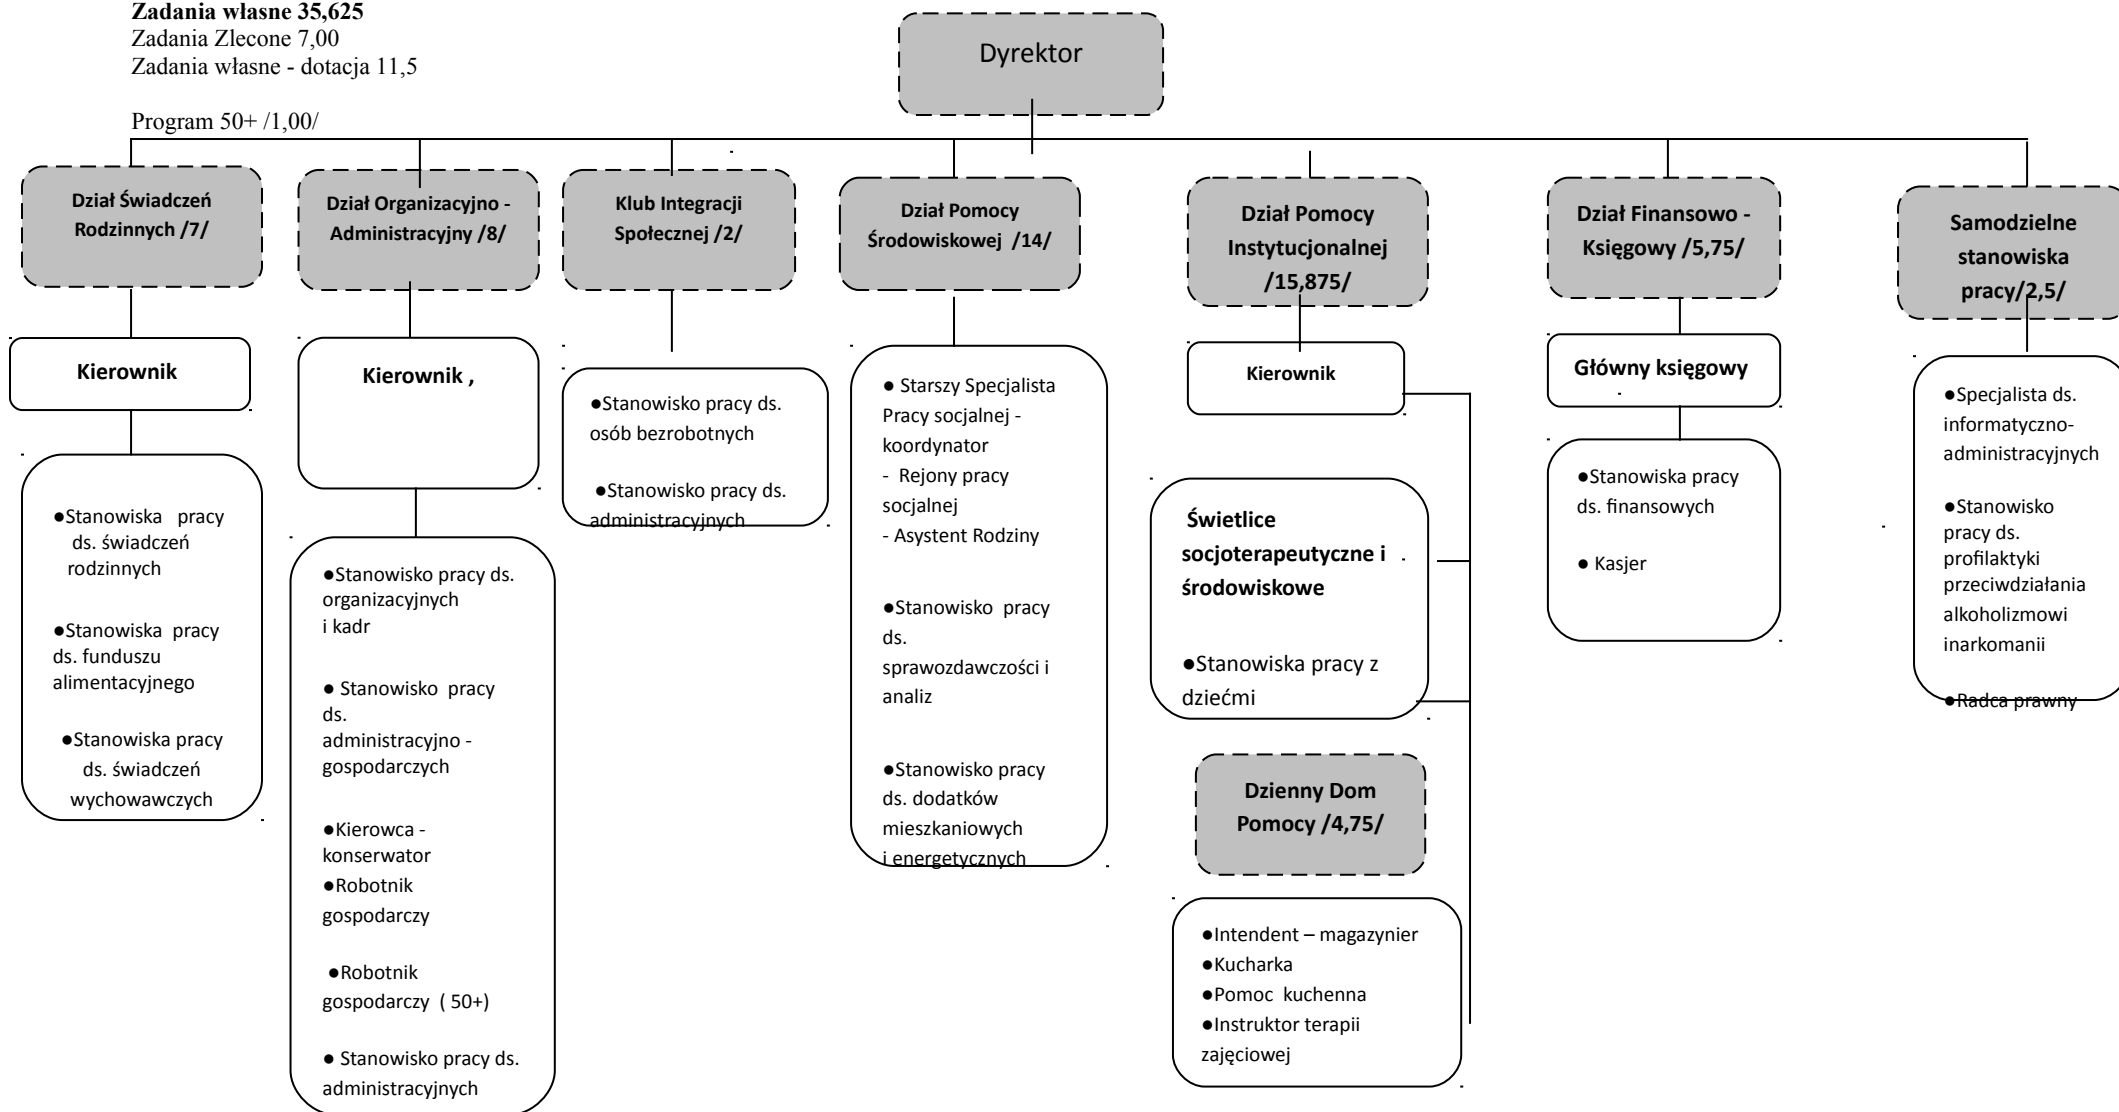 Zadania własne 35,625
Zadania Zlecone 7,00
Zadania własne - dotacja 11,5
Program 50+ /1,00/
Dyrektor
Dział Świadczeń
Rodzinnych /7/
Kierownik
●Stanowiska pracy
ds. świadczeń
rodzinnych
●Stanowiska pracy
ds. funduszu
alimentacyjnego
●Stanowiska pracy
ds. świadczeń
wychowawczych
Dział Organizacyjno -
Administracyjny /8/
Kierownik ,
●Stanowisko pracy ds.
organizacyjnych
i kadr
● Stanowisko pracy
ds.
administracyjno -
gospodarczych
●Kierowca -
konserwator
●Robotnik
gospodarczy
●Robotnik
gospodarczy ( 50+)
● Stanowisko pracy ds.
administracyjnych
Klub Integracji
Społecznej /2/
●Stanowisko pracy ds.
osób bezrobotnych
●Stanowisko pracy ds.
administracyjnych
Dział Pomocy
Środowiskowej /14/
● Starszy Specjalista
Pracy socjalnej -
koordynator
- Rejony pracy
socjalnej
- Asystent Rodziny
●Stanowisko pracy
ds.
sprawozdawczości i
analiz
●Stanowisko pracy
ds. dodatków
mieszkaniowych
i energetycznych
Dział Pomocy
Instytucjonalnej
/15,875/
Kierownik
Świetlice
socjoterapeutyczne i
środowiskowe
●Stanowiska pracy z
dziećmi
Dzienny Dom
Pomocy /4,75/
●Intendent – magazynier
●Kucharka
●Pomoc kuchenna
●Instruktor terapii
zajęciowej
Dział Finansowo -
Księgowy /5,75/
Główny księgowy
●Stanowiska pracy
ds. finansowych
● Kasjer
Samodzielne
stanowiska
pracy/2,5/
●Specjalista ds.
informatyczno-
administracyjnych
●Stanowisko
pracy ds.
profilaktyki
przeciwdziałania
alkoholizmowi
inarkomanii
●Radca prawny